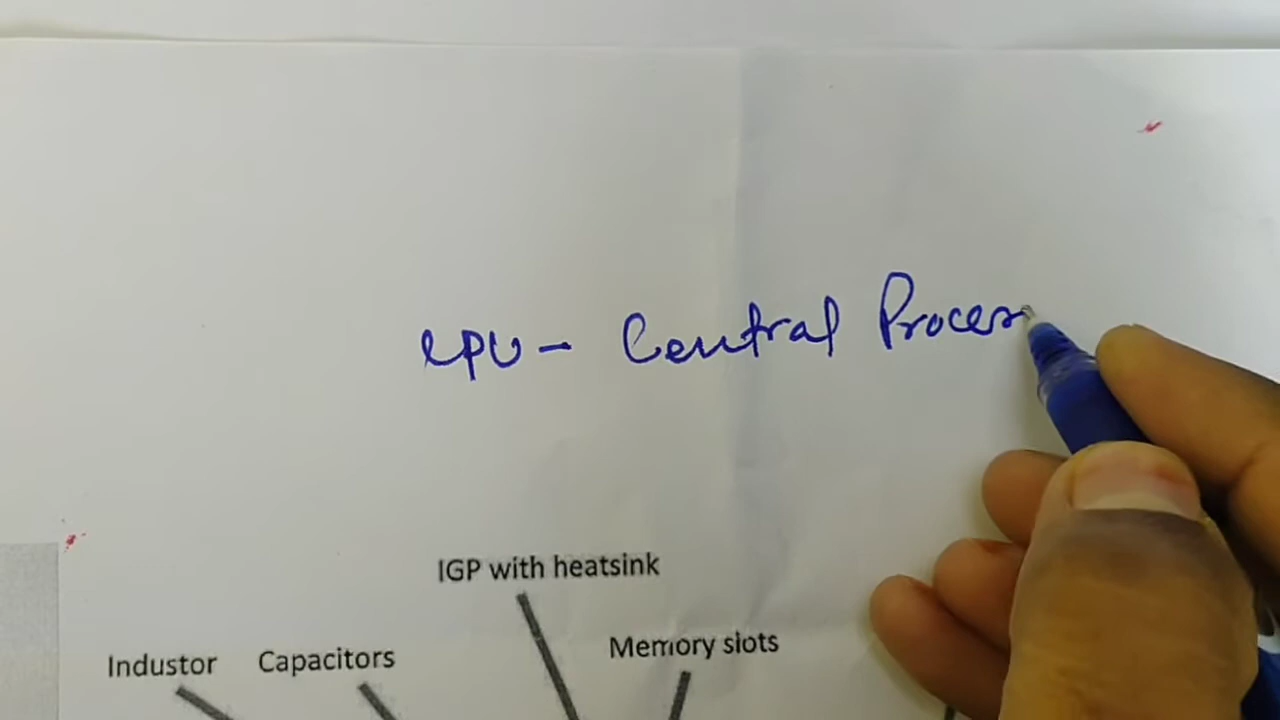 CPU - Central Proces
IGP with heatsink
Memory slots
Industor Capacitors